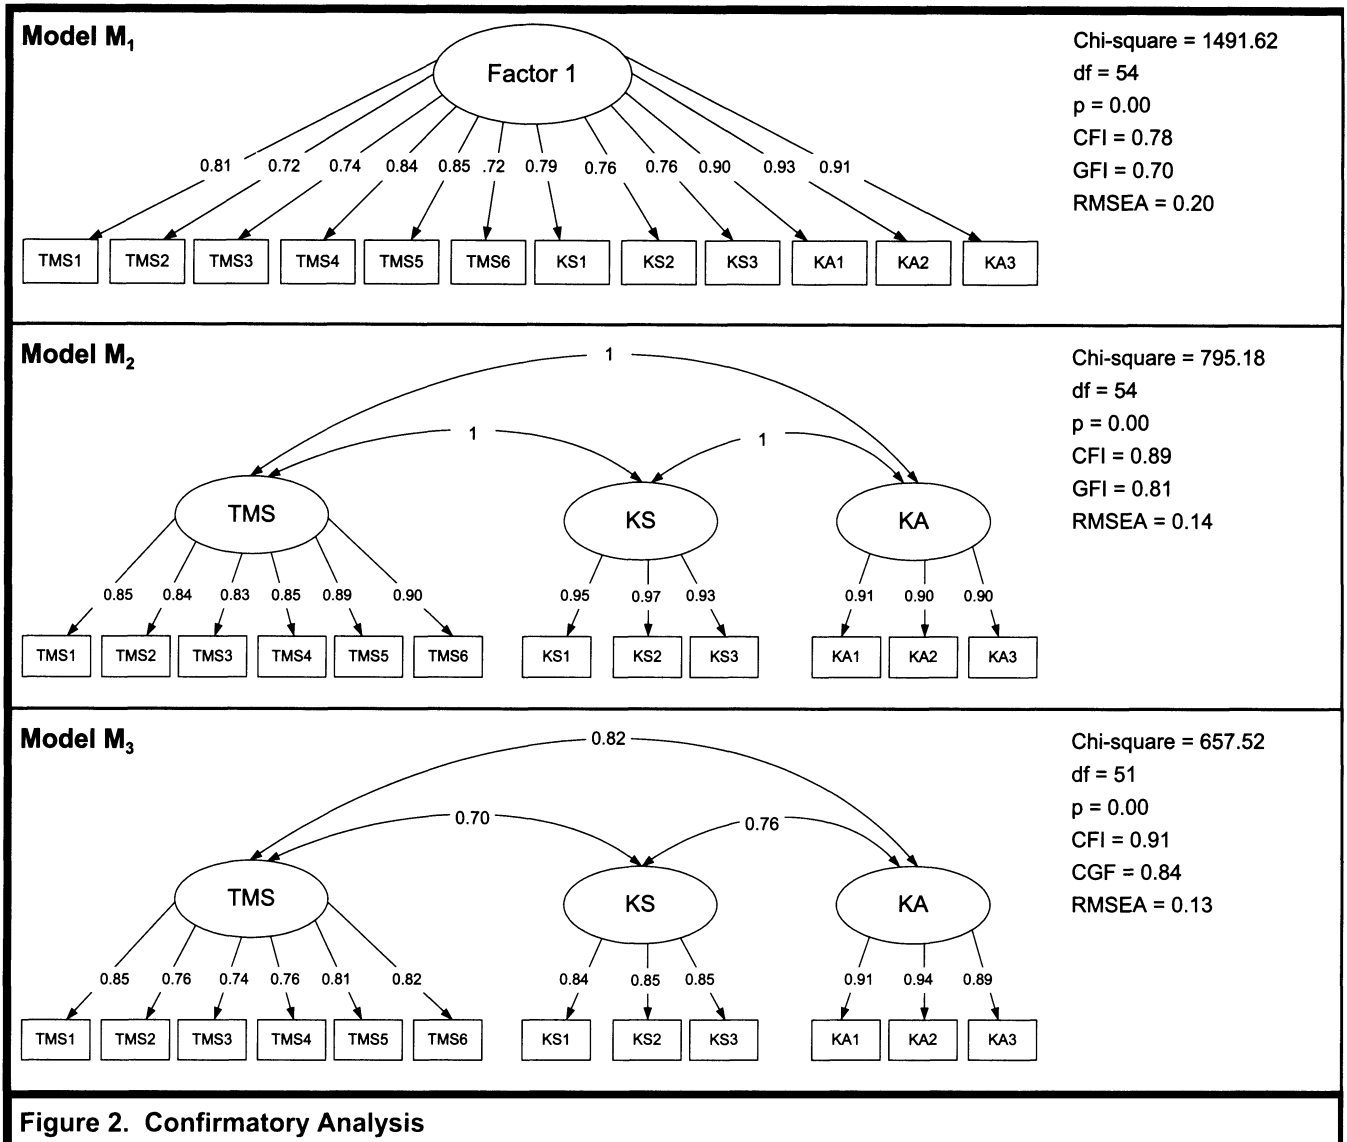 Model M1
Factor 1
Chi-square = 1491.62
df = 54
p = 0.00
CFI = 0.78
GFI = 0.70
RMSEA = 0.20
0.81 0.72 0.74 0.84 0.85 .72 0.79 0.76 0.76 0.90 0.93 0.91
TMS1 TMS2 TMS3 TMS4 TMS5 TMS6 KS1 KS2 KS3 KA1 KA2 KA3
Model M2
1
1 1
TMS KS KA
Chi-square = 795.18
df = 54
p = 0.00
CFI = 0.89
GFI = 0.81
RMSEA = 0.14
0.85 0.84 0.83 0.85 0.89 0.90 0.95 0.97 0.93 0.91 0.90 0.90
TMS1 TMS2 TMS3 TMS4 TMS5 TMS6 KS1 KS2 KS3 KA1 KA2 KA3
Model M3
0.82
0.70 0.76
TMS KS KA
Chi-square = 657.52
df = 51
p = 0.00
CFI = 0.91
CGF = 0.84
RMSEA = 0.13
0.85 0.76 0.74 0.76 0.81 0.82 0.84 0.85 0.85 0.91 0.94 0.89
TMS1 TMS2 TMS3 TMS4 TMS5 TMS6 KS1 KS2 KS3 KA1 KA2 KA3
Figure 2. Confirmatory Analysis